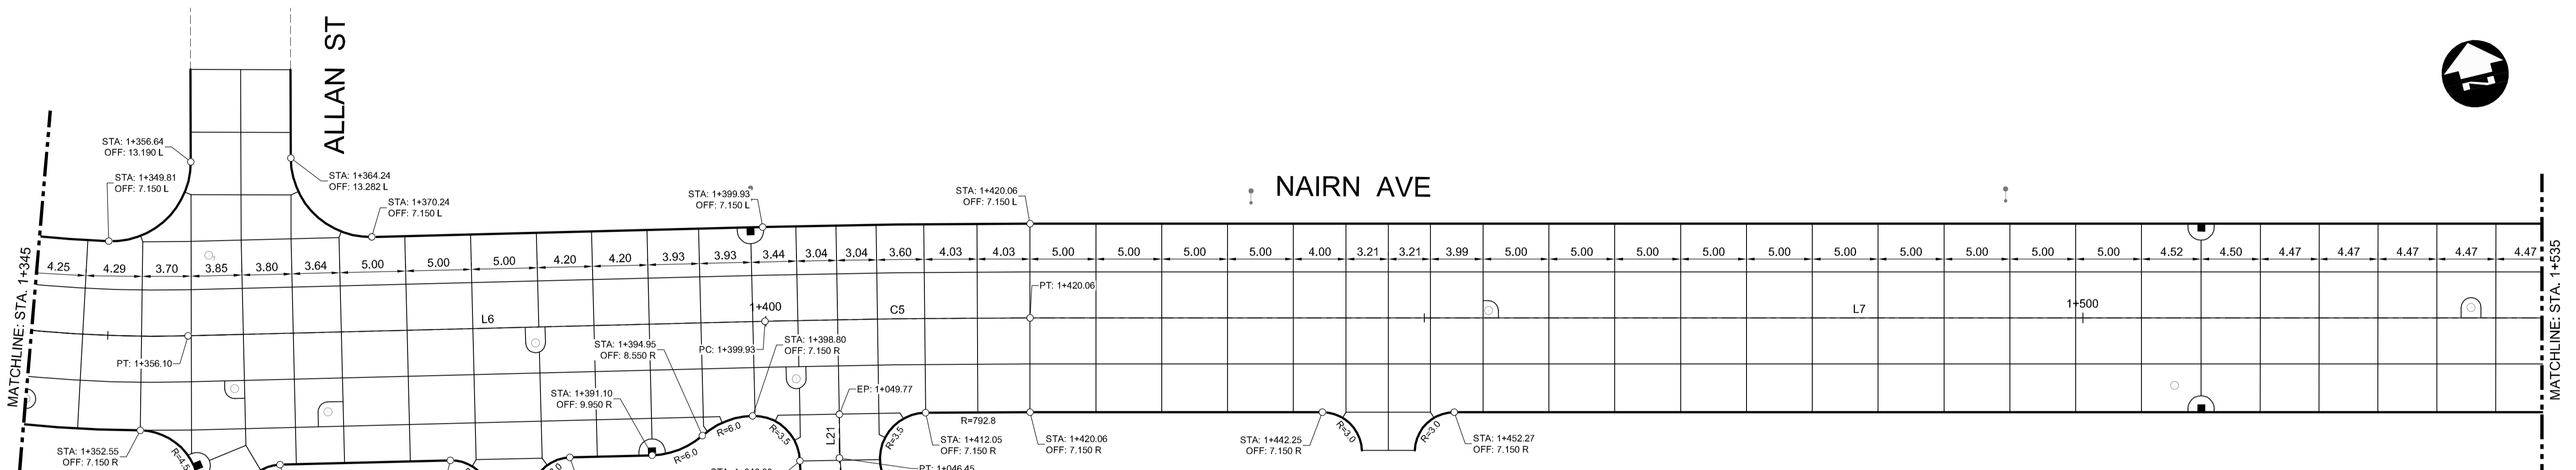 ALLAN ST
NAIRN AVE
MATCHLINE: STA. 1+345
MATCHLINE: STA. 1+535
STA: 1+356.64
OFF: 13.190 L
STA: 1+349.81
OFF: 7.150 L
STA: 1+364.24
OFF: 13.282 L
STA: 1+370.24
OFF: 7.150 L
STA: 1+399.93
OFF: 7.150 L
STA: 1+420.06
OFF: 7.150 L
4.25 4.29 3.70 3.85 3.80 3.64 5.00 5.00 5.00 4.20 4.20 3.93 3.93 3.44 3.04 3.04 3.60 4.03 4.03 5.00 5.00 5.00 5.00 4.00 3.21 3.21 3.99 5.00 5.00 5.00 5.00 5.00 5.00 5.00 5.00 5.00 5.00 4.52 4.50 4.47 4.47 4.47 4.47 4.47
PT: 1+420.06
1+400
C5
L6
L7
1+500
PT: 1+356.10
PC: 1+399.93
STA: 1+394.95
OFF: 8.550 R
STA: 1+398.80
OFF: 7.150 R
STA: 1+391.10
OFF: 9.950 R
EP: 1+049.77
R=6.0
R=6.0
R=3.5
L21
R=3.5
R=792.8
STA: 1+412.05
OFF: 7.150 R
STA: 1+420.06
OFF: 7.150 R
STA: 1+442.25
OFF: 7.150 R
R=3.0
R=3.0
STA: 1+452.27
OFF: 7.150 R
STA: 1+352.55
OFF: 7.150 R
R=4.5
PT: 1+046.45